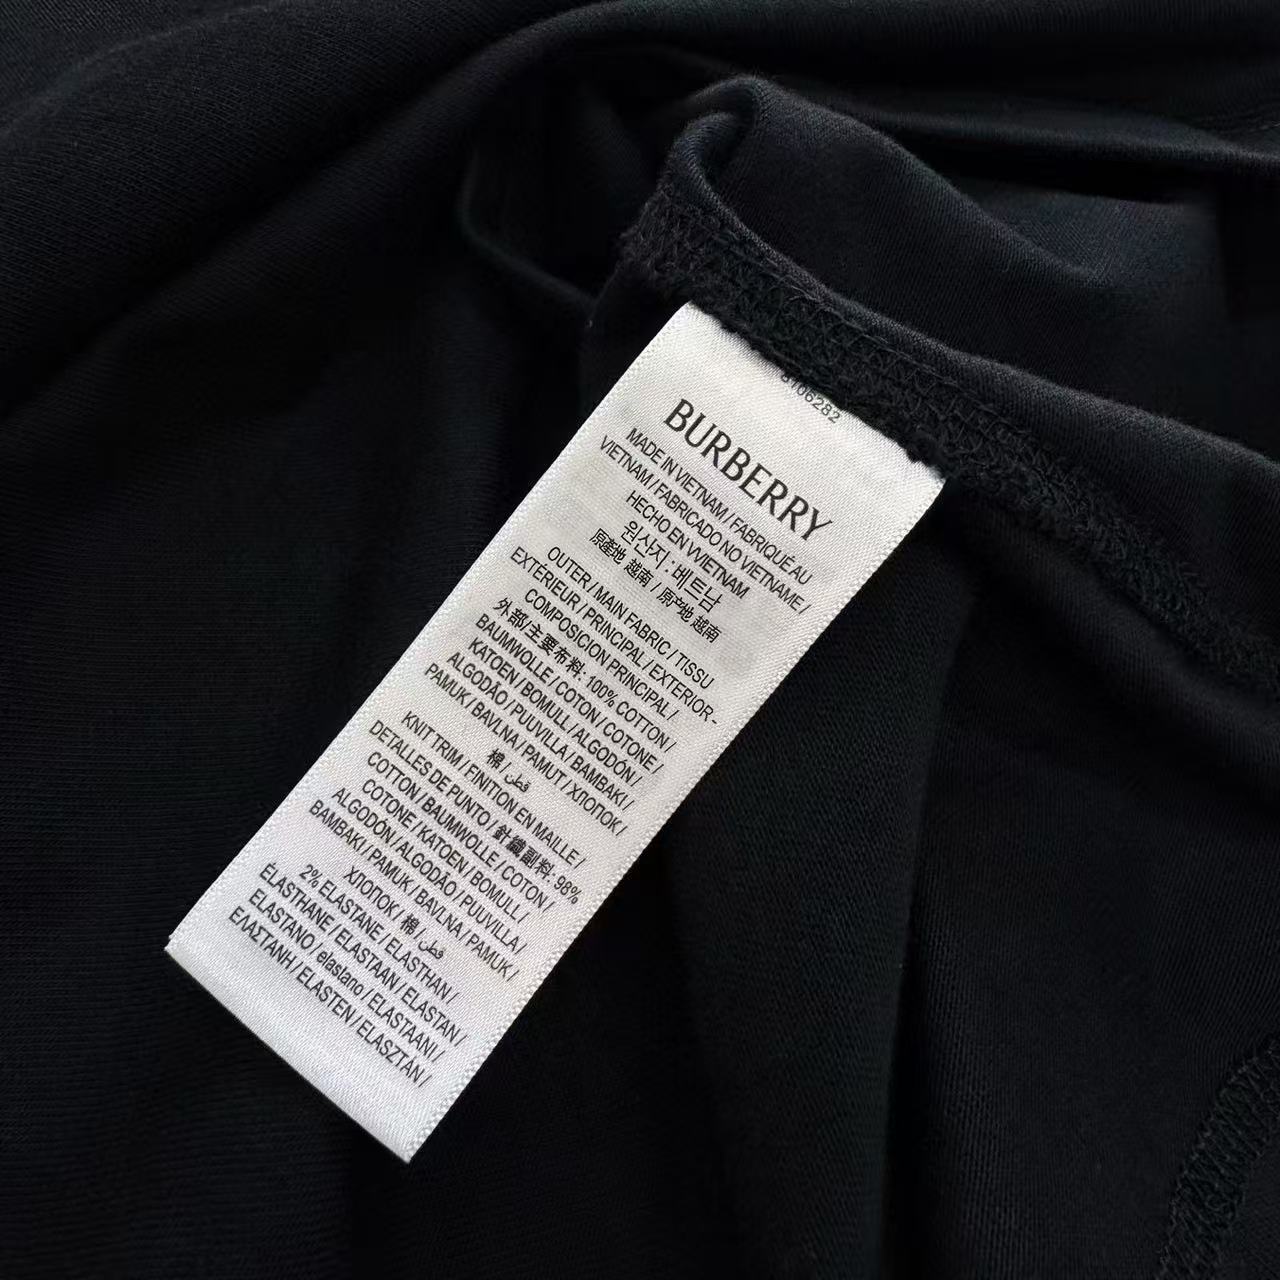 BURBERRY
MADE IN VIETNAM / FABRIQUÉ AU
VIETNAM / FABRICADO NO VIETNAME /
HECHO EN VIETNAM
원산지 : 베트남
原產地 越南 / 原产地 越南
OUTER / MAIN FABRIC / TISSU
EXTÉRIEUR / PRINCIPAL / EXTERIOR -
COMPOSICION PRINCIPAL /
外部/主要布料: 100% COTTON /
BAUMWOLLE / COTON / COTONE /
KATOEN / BOMULL / ALGODÓN /
ALGODÃO / PUUVILLA / BAMBAKI /
PAMUK / BAVLNA / PAMUT / ХЛОПОК /
棉 / قطن
KNIT TRIM / FINITION EN MAILLE /
DETALLES DE PUNTO / 針織副料: 98%
COTTON / BAUMWOLLE / COTON /
COTONE / KATOEN / BOMULL /
ALGODÓN / ALGODÃO / PUUVILLA /
BAMBAKI / PAMUK / BAVLNA / PAMUK /
ХЛОПОК / 棉 / قطن
2% ELASTANE / ELASTHAN /
ÉLASTHANE / ELASTAAN / ELASTAN /
ELASTANO / elastano / ELASTAANI /
ΕΛΑΣΤΑΝΗ / ELASTEN / ELASZTÁN /